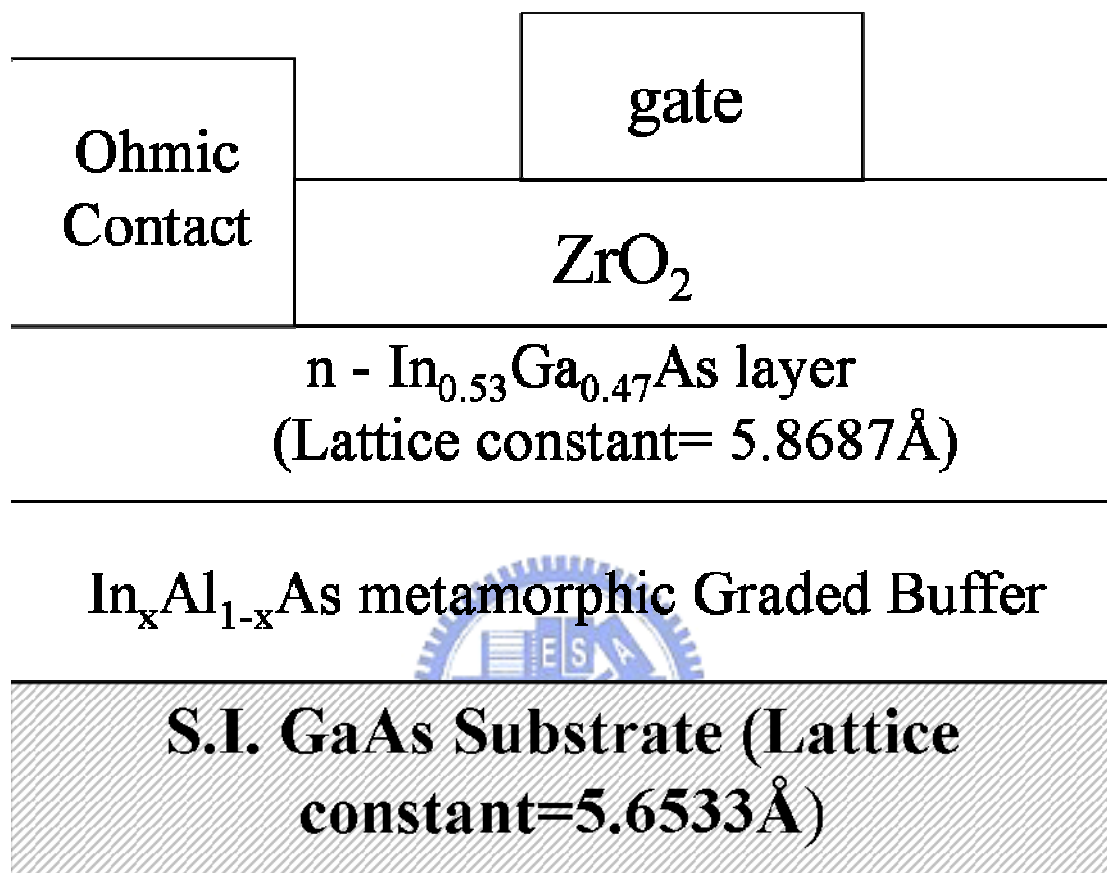 gate
Ohmic
Contact
ZrO₂
n - In₀.₅₃Ga₀.₄₇As layer
(Lattice constant= 5.8687Å)
InₓAl₁₋ₓAs metamorphic Graded Buffer
E S A
S.I. GaAs Substrate (Lattice
constant=5.6533Å)